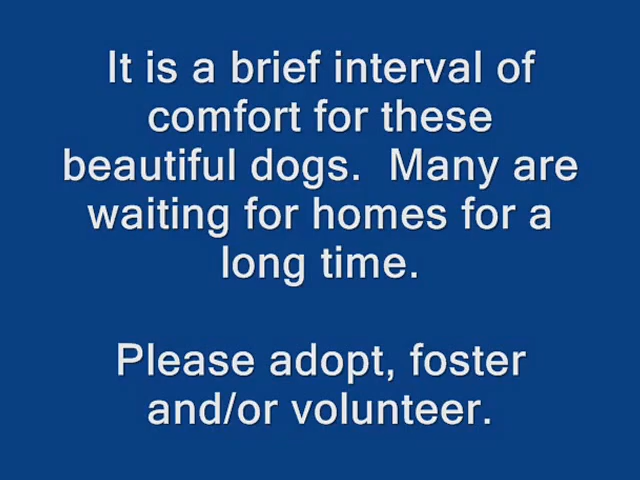 It is a brief interval of
comfort for these
beautiful dogs.  Many are
waiting for homes for a
long time.
Please adopt, foster
and/or volunteer.